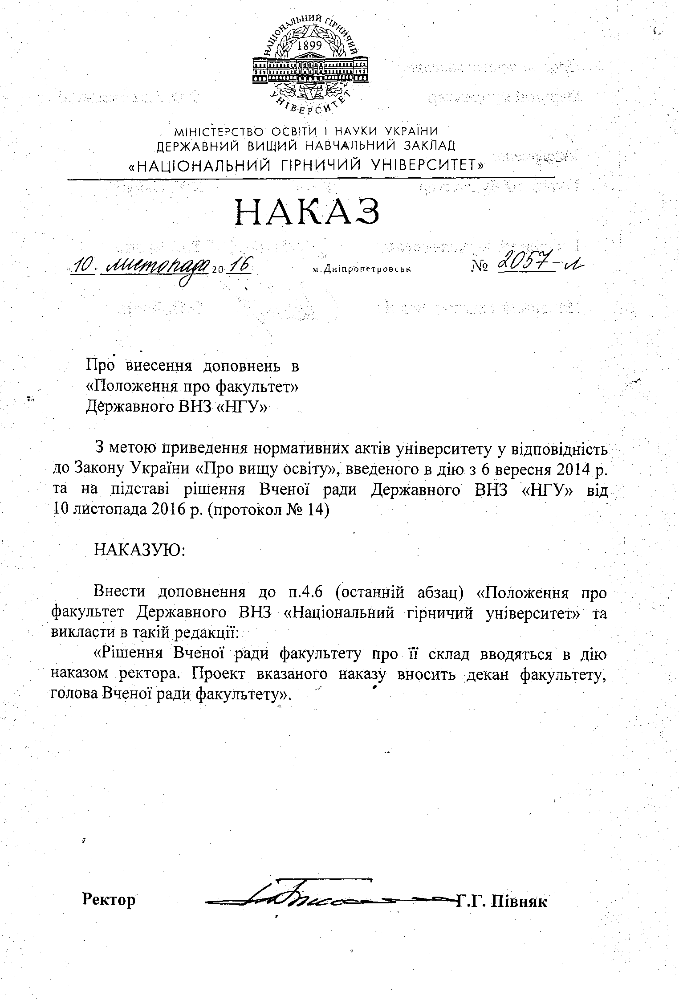 НАЦІОНАЛЬНИЙ ГІРНИЧИЙ
1899
УНІВЕРСИТЕТ
МІНІСТЕРСТВО ОСВІТИ І НАУКИ УКРАЇНИ
ДЕРЖАВНИЙ ВИЩИЙ НАВЧАЛЬНИЙ ЗАКЛАД
«НАЦІОНАЛЬНИЙ ГІРНИЧИЙ УНІВЕРСИТЕТ»
НАКАЗ
"10" листопада 2016 м.Дніпропетровськ № 2057-л
Про внесення доповнень в
«Положення про факультет»
Державного ВНЗ «НГУ»
З метою приведення нормативних актів університету у відповідність
до Закону України «Про вищу освіту», введеного в дію з 6 вересня 2014 р.
та на підставі рішення Вченої ради Державного ВНЗ «НГУ» від
10 листопада 2016 р. (протокол № 14)
НАКАЗУЮ:
Внести доповнення до п.4.6 (останній абзац) «Положення про
факультет Державного ВНЗ «Національний гірничий університет» та
викласти в такій редакції:
«Рішення Вченої ради факультету про її склад вводяться в дію
наказом ректора. Проект вказаного наказу вносить декан факультету,
голова Вченої ради факультету».
Ректор Г.Г. Півняк